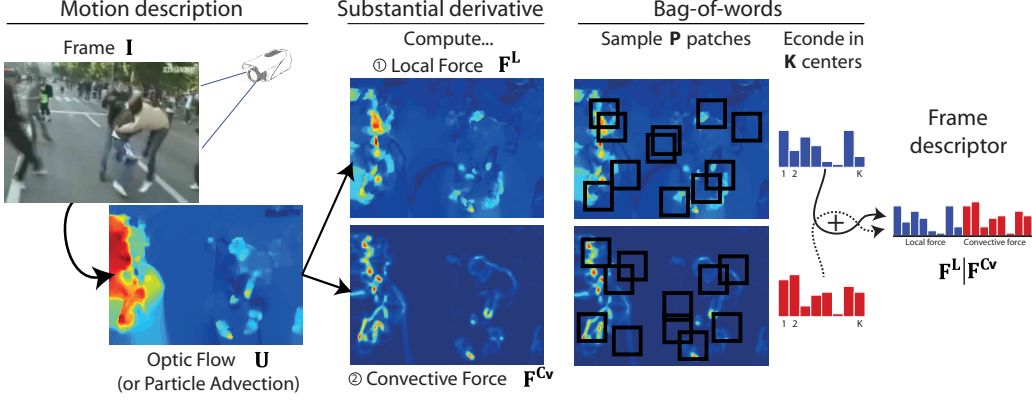 Motion description
Substantial derivative
Bag-of-words
Frame I
Compute...
① Local Force F^L
Sample P patches
Econde in
K centers
Frame
descriptor
1 2 K
Local force Convective force
F^L|F^Cv
1 2 K
Optic Flow U
(or Particle Advection)
② Convective Force F^Cv
+